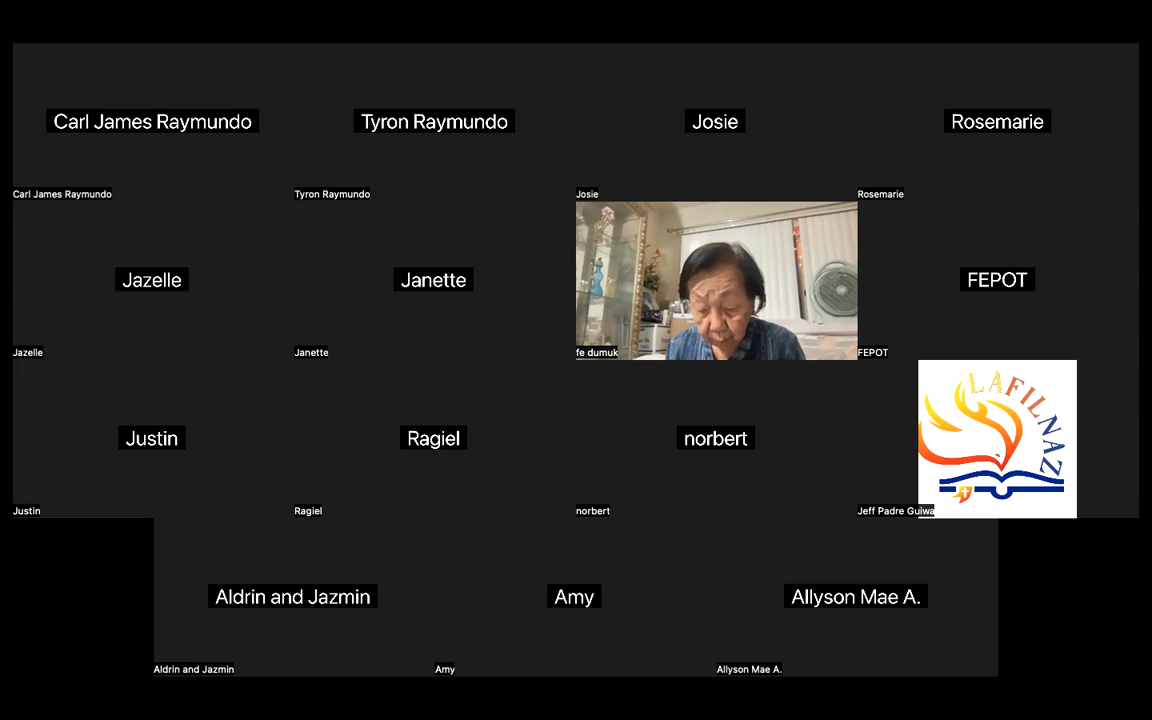 Carl James Raymundo
Tyron Raymundo
Josie
Rosemarie
Carl James Raymundo
Tyron Raymundo
Josie
Rosemarie
Jazelle
Janette
FEPOT
Jazelle
Janette
fe dumuk
FEPOT
LAFILNAZ
Justin
Ragiel
norbert
Justin
Ragiel
norbert
Jeff Padre Guiwa
Aldrin and Jazmin
Amy
Allyson Mae A.
Aldrin and Jazmin
Amy
Allyson Mae A.